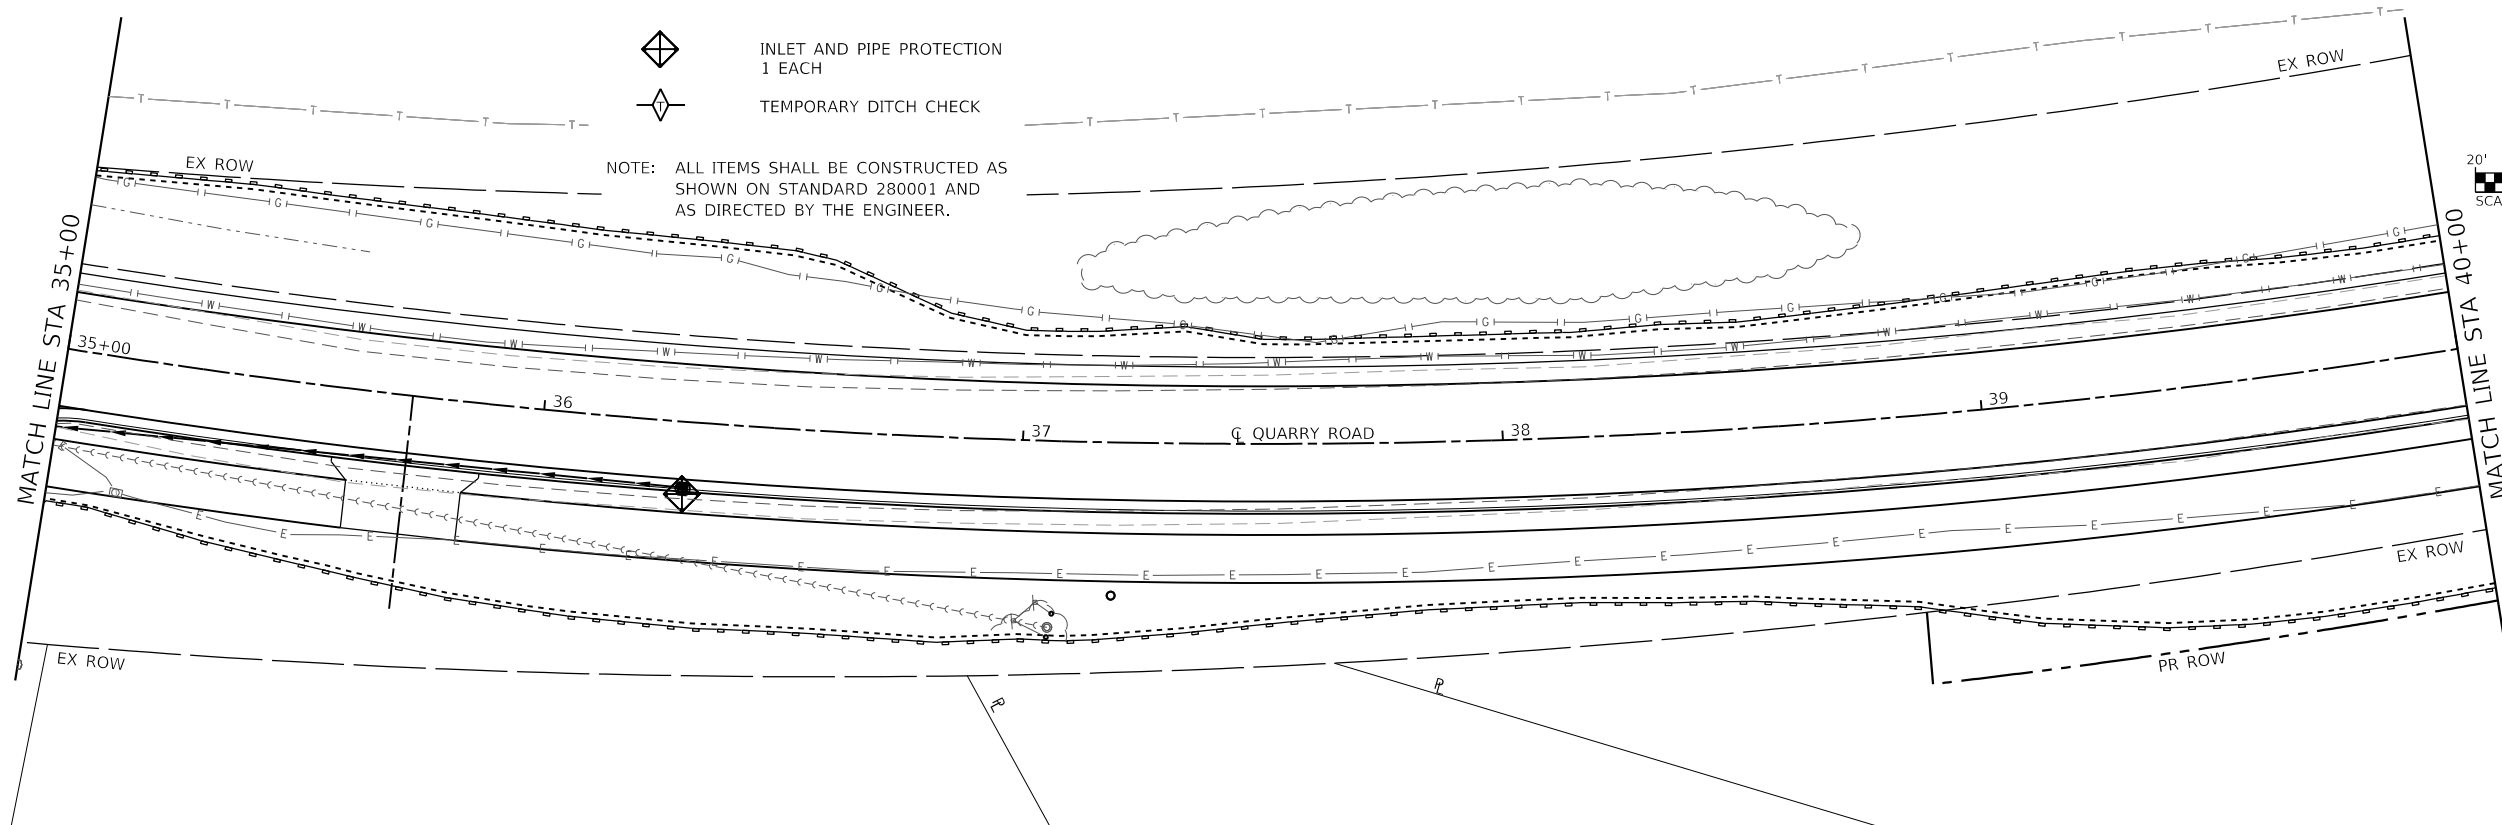 INLET AND PIPE PROTECTION
1 EACH
TEMPORARY DITCH CHECK
NOTE: ALL ITEMS SHALL BE CONSTRUCTED AS
SHOWN ON STANDARD 280001 AND
AS DIRECTED BY THE ENGINEER.
EX ROW
EX ROW
20'
SCA
MATCH LINE STA 35+00
MATCH LINE STA 40+00
35+00
36
37
38
39
℄ QUARRY ROAD
EX ROW
EX ROW
PR ROW
PL
PL